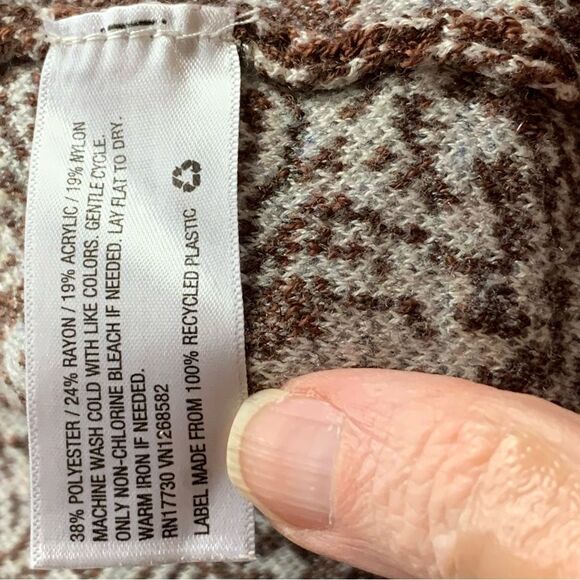 38% POLYESTER / 24% RAYON / 19% ACRYLIC / 19% NYLON
MACHINE WASH COLD WITH LIKE COLORS. GENTLE CYCLE.
ONLY NON-CHLORINE BLEACH IF NEEDED. LAY FLAT TO DRY.
WARM IRON IF NEEDED.
RN17730 VN1268582
LABEL MADE FROM 100% RECYCLED PLASTIC